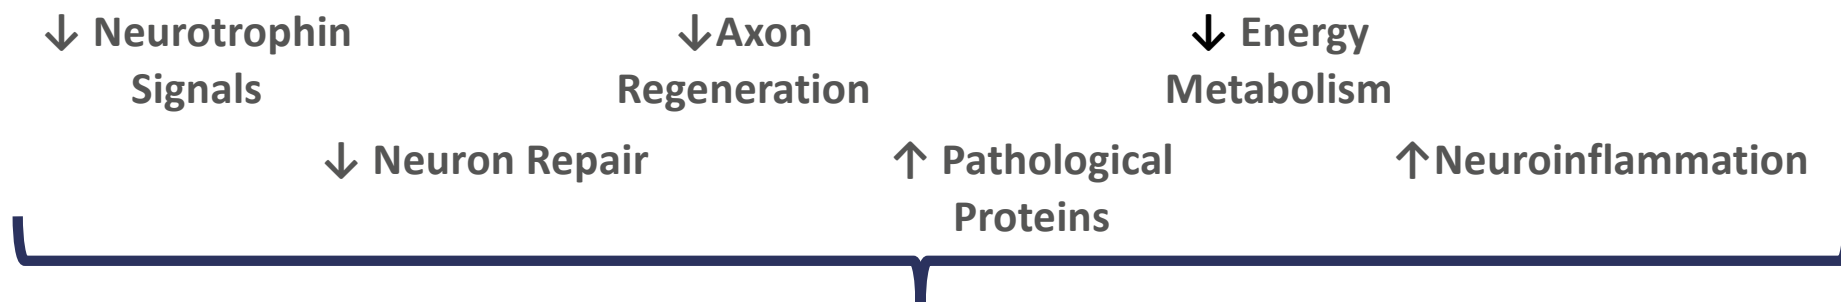 ↓ Neurotrophin
Signals
↓Axon
Regeneration
↓ Energy
Metabolism
↓ Neuron Repair
↑ Pathological
Proteins
↑Neuroinflammation